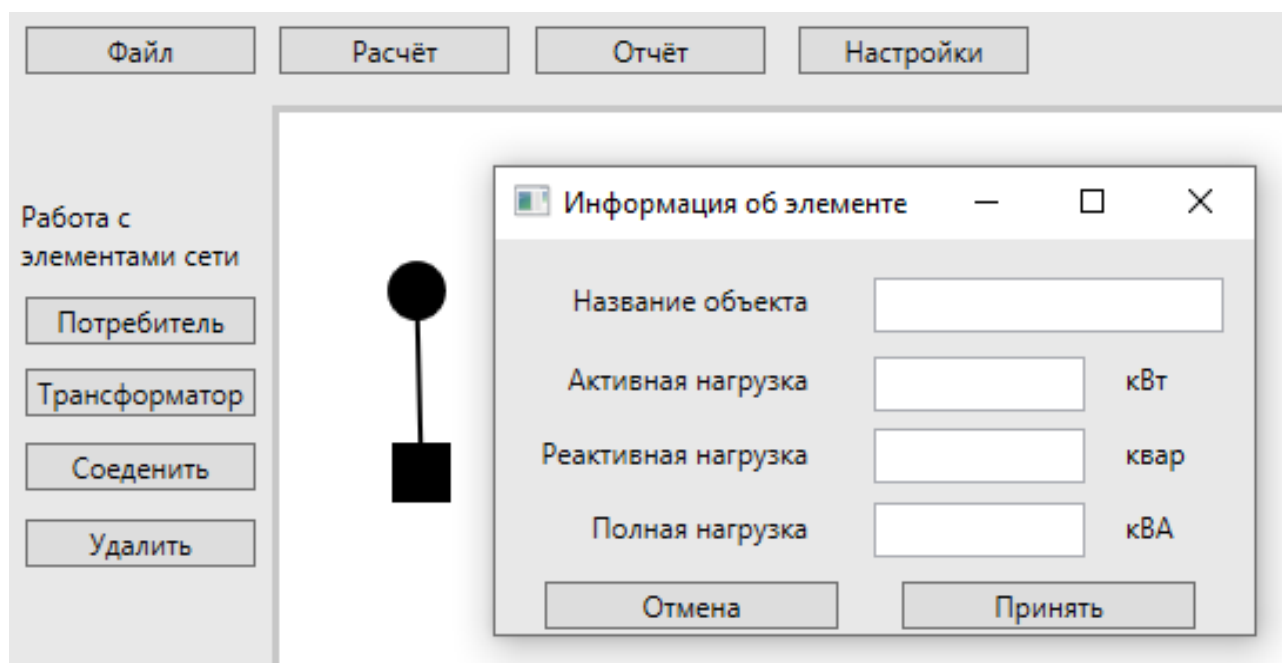 Файл
Расчёт
Отчёт
Настройки
Работа с
элементами сети
Потребитель
Трансформатор
Соеденить
Удалить
Информация об элементе
Название объекта
Активная нагрузка кВт
Реактивная нагрузка квар
Полная нагрузка кВА
Отмена
Принять